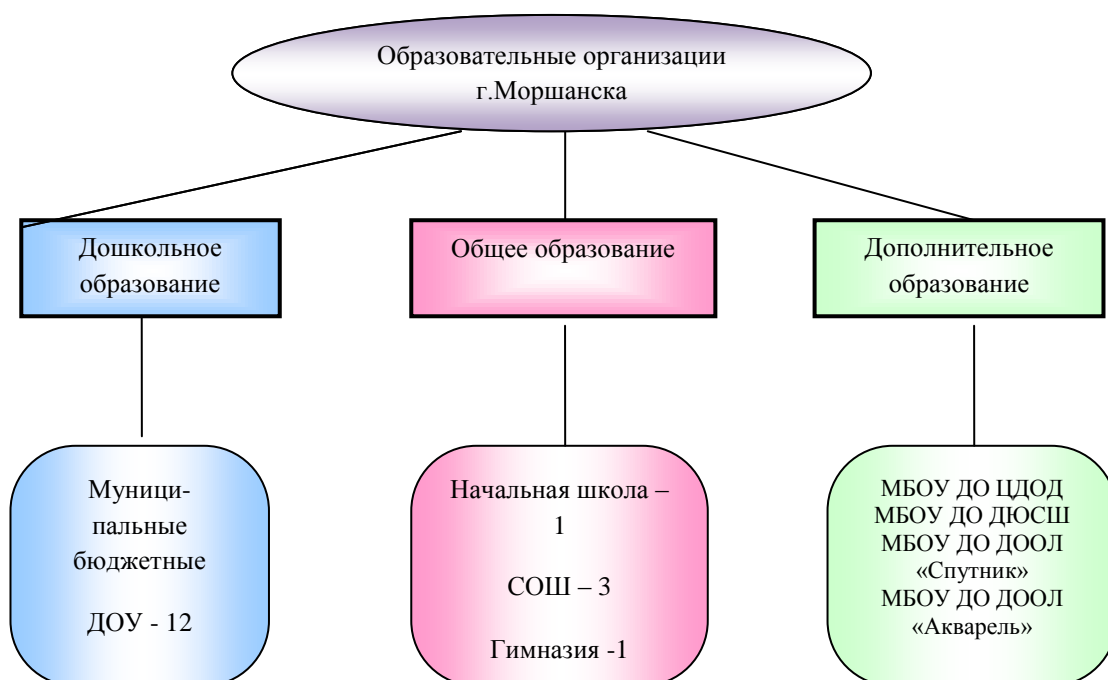 Образовательные организации
г.Моршанска
Дошкольное
образование
Общее образование
Дополнительное
образование
Муници-
пальные
бюджетные
ДОУ - 12
Начальная школа –
1
СОШ – 3
Гимназия -1
МБОУ ДО ЦДОД
МБОУ ДО ДЮСШ
МБОУ ДО ДООЛ
«Спутник»
МБОУ ДО ДООЛ
«Акварель»